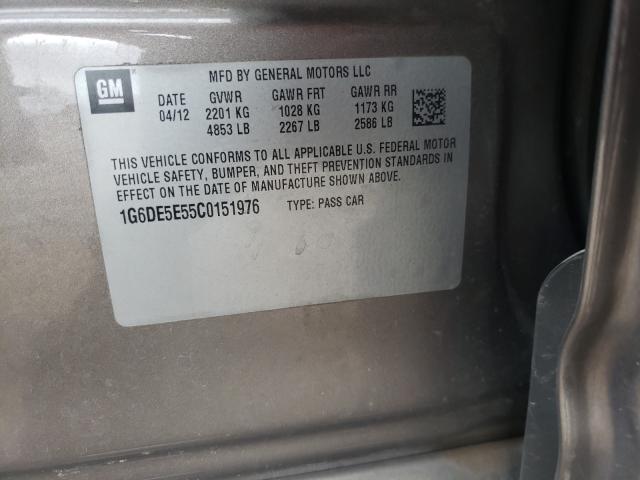 GM
MFD BY GENERAL MOTORS LLC
DATE GVWR GAWR FRT GAWR RR
04/12 2201 KG 1028 KG 1173 KG
4853 LB 2267 LB 2586 LB
THIS VEHICLE CONFORMS TO ALL APPLICABLE U.S. FEDERAL MOTOR
VEHICLE SAFETY, BUMPER, AND THEFT PREVENTION STANDARDS IN
EFFECT ON THE DATE OF MANUFACTURE SHOWN ABOVE.
1G6DE5E55C0151976 TYPE: PASS CAR